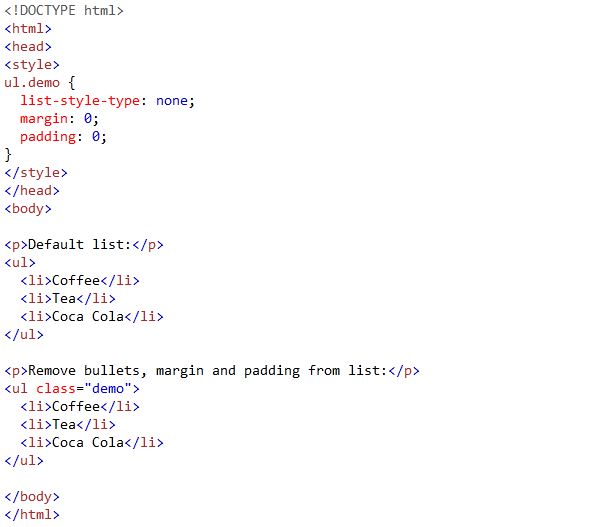 <!DOCTYPE html>
<html>
<head>
<style>
ul.demo {
  list-style-type: none;
  margin: 0;
  padding: 0;
}
</style>
</head>
<body>

<p>Default list:</p>
<ul>
  <li>Coffee</li>
  <li>Tea</li>
  <li>Coca Cola</li>
</ul>

<p>Remove bullets, margin and padding from list:</p>
<ul class="demo">
  <li>Coffee</li>
  <li>Tea</li>
  <li>Coca Cola</li>
</ul>

</body>
</html>